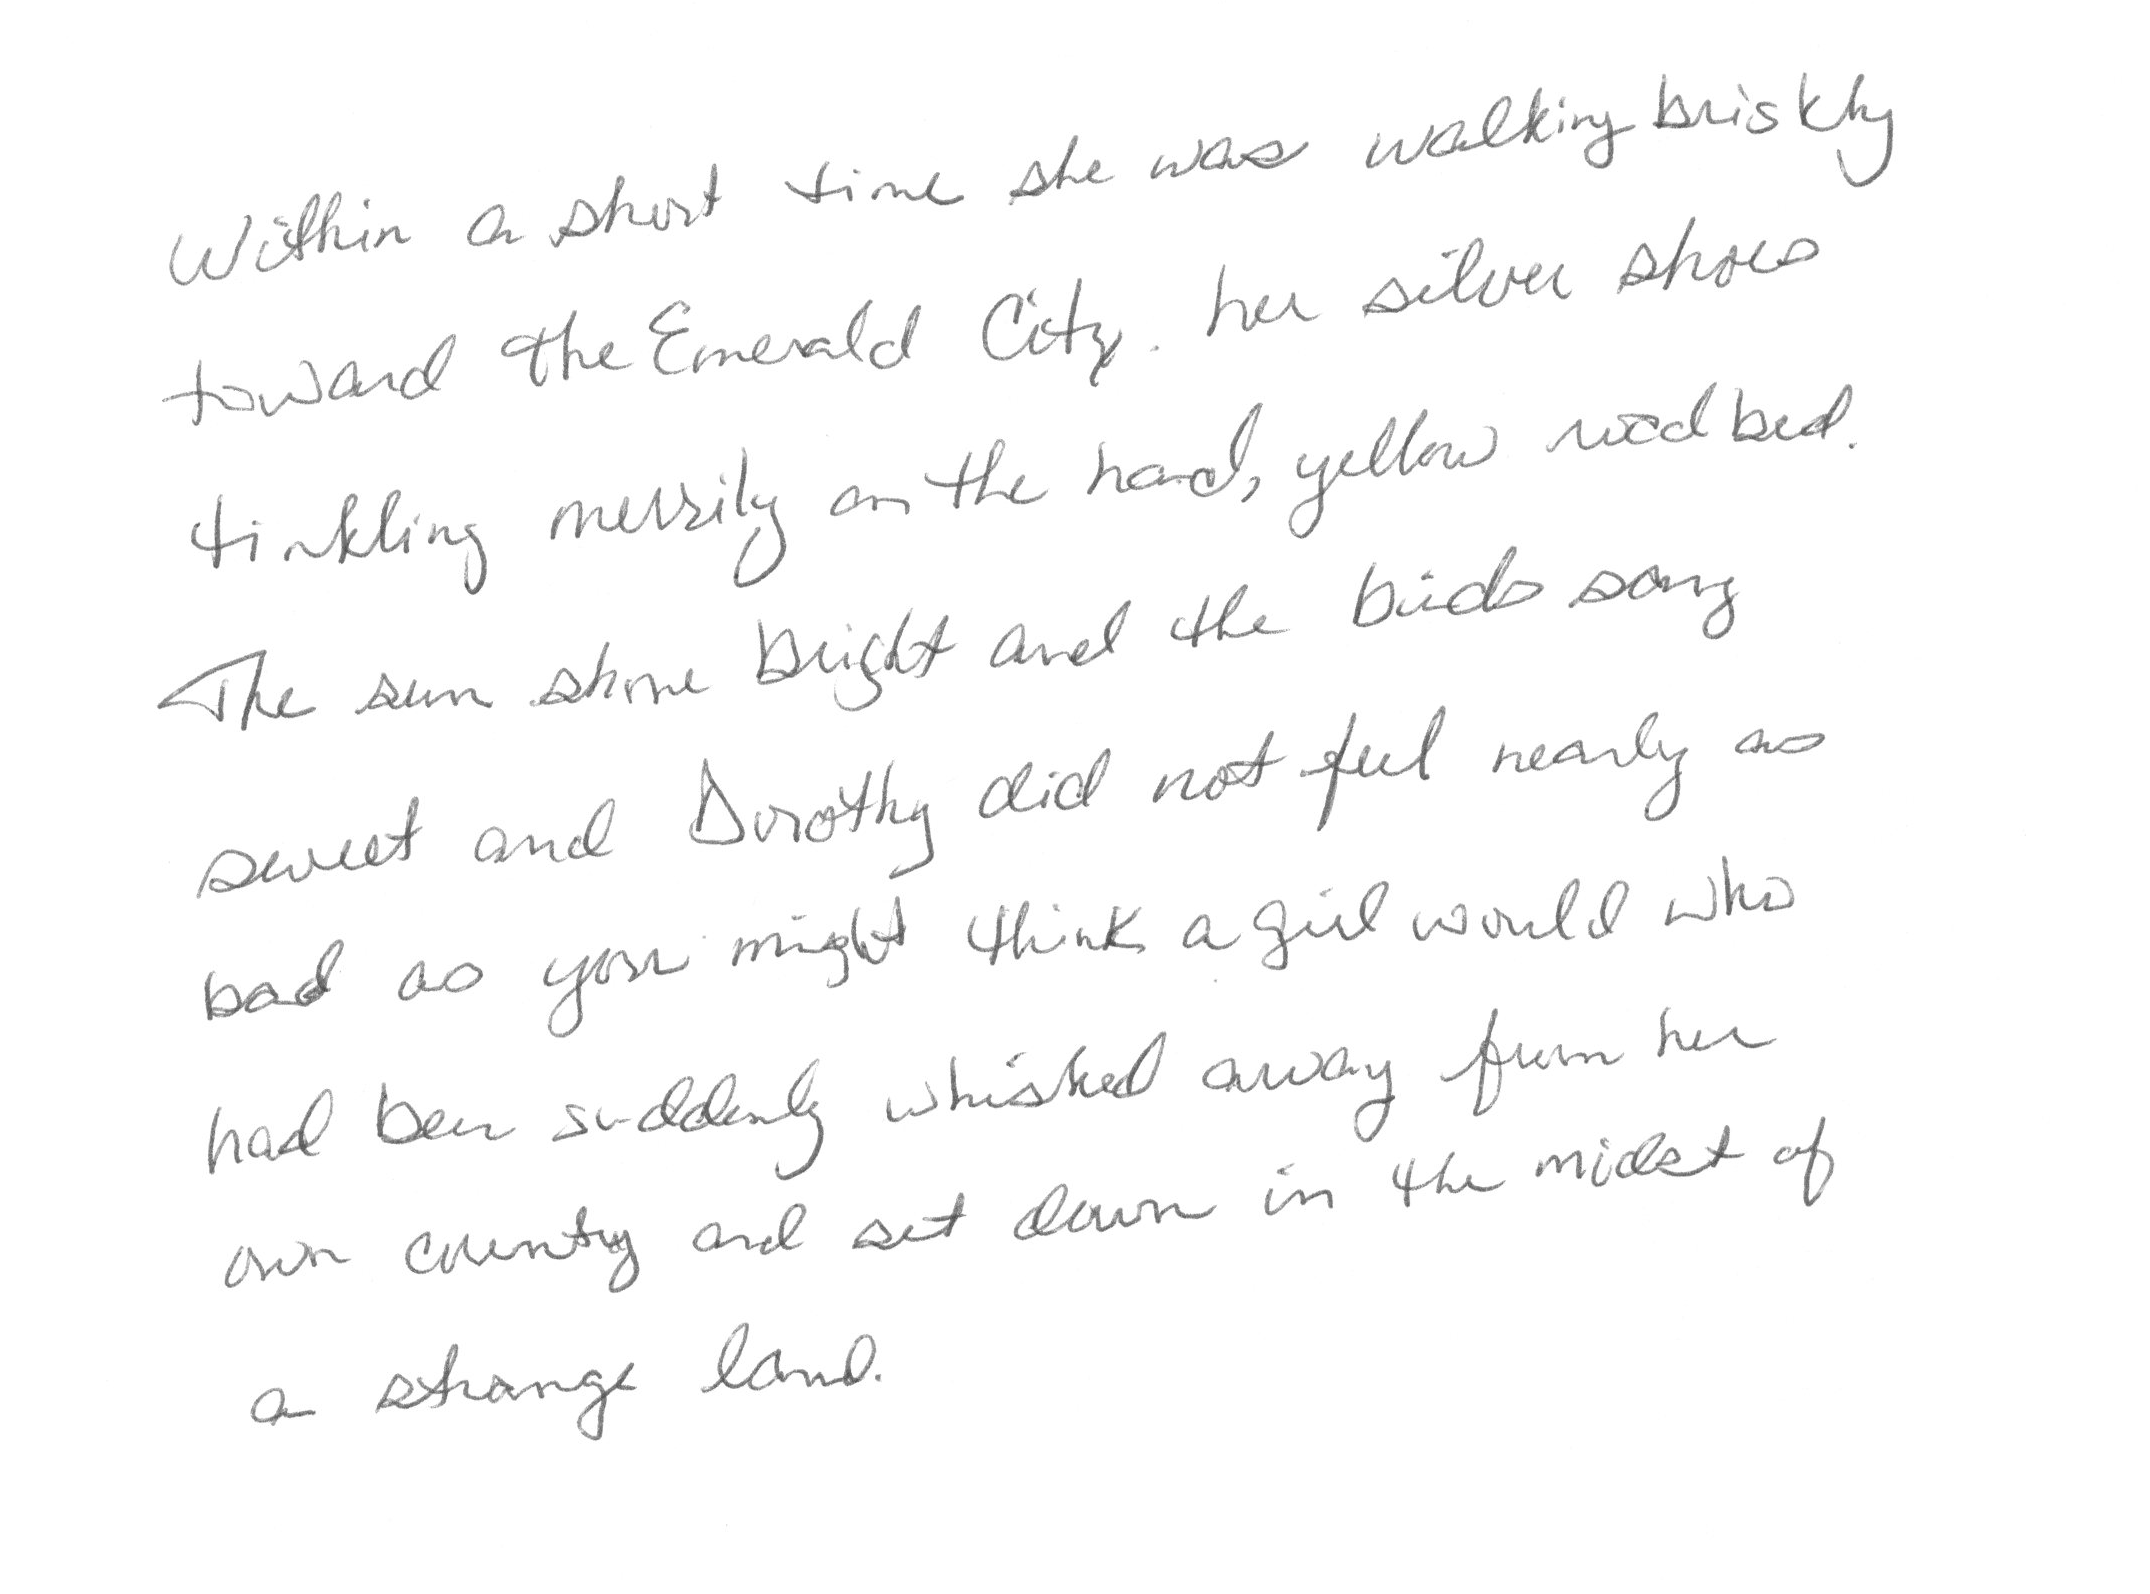 Within a short time she was walking briskly
toward the Emerald City. her silver shoes
tinkling merrily on the hard, yellow road bed.
The sun shone bright and the birds sang
sweet and Dorothy did not feel nearly as
bad as you might think a girl would who
had been suddenly whisked away from her
own country and set down in the midst of
a strange land.